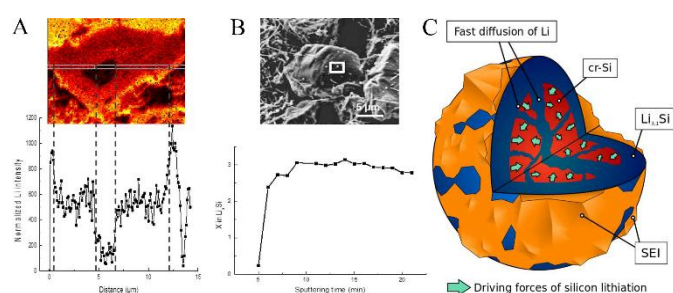 A
Normalized Li intensity
1200
1000
800
600
400
200
0
0
5
10
15
Distance (um)
B
5 µm
X in LiₓSi
3
2
1
0
0
5
10
15
20
Sputtering time (min)
C
Fast diffusion of Li
cr-Si
SEI
Driving forces of silicon lithiation